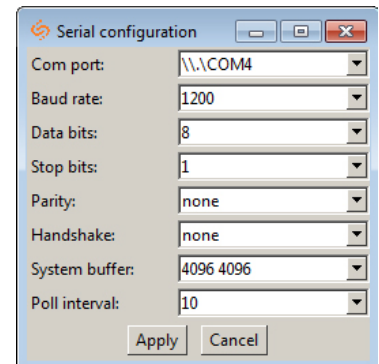 Serial configuration
Com port: \\.\COM4
Baud rate: 1200
Data bits: 8
Stop bits: 1
Parity: none
Handshake: none
System buffer: 4096 4096
Poll interval: 10
Apply Cancel